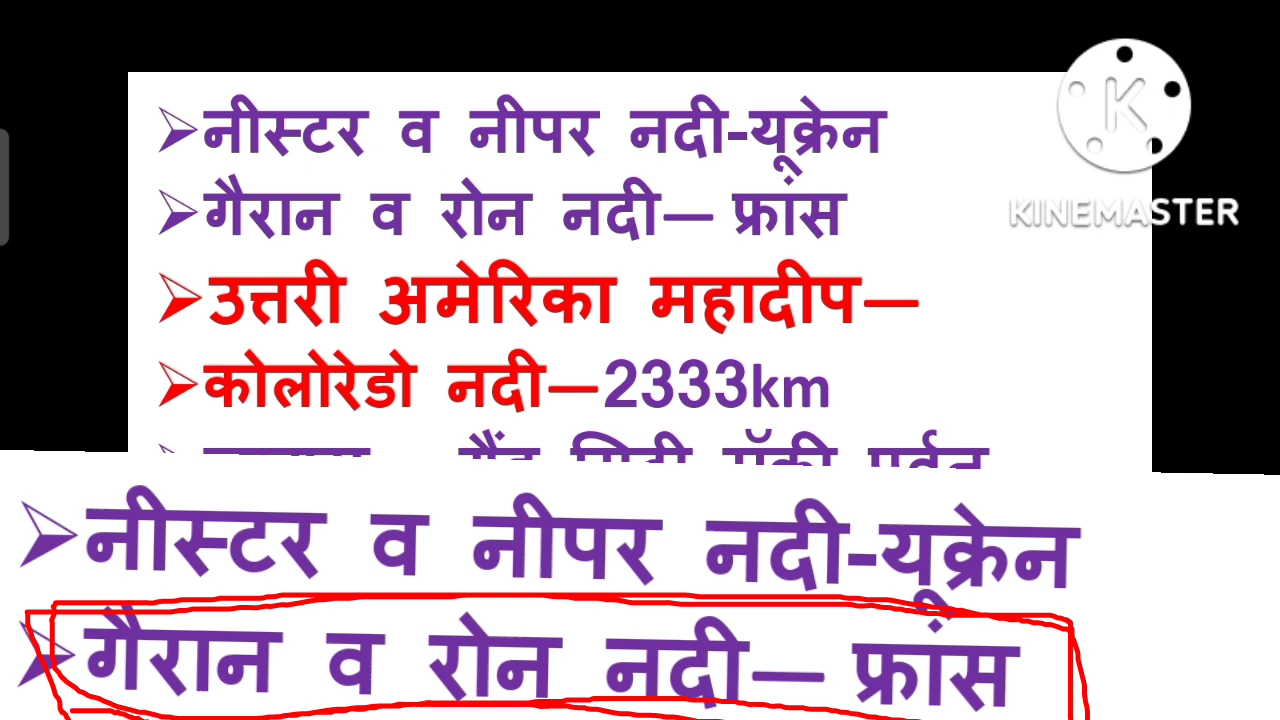 ➢नीस्टर व नीपर नदी-यूक्रेन
➢गैरान व रोन नदी— फ्रांस
➢उत्तरी अमेरिका महादीप—
➢कोलोरेडो नदी—2333km
KINEMASTER
➢नीस्टर व नीपर नदी-यूक्रेन
➢गैरान व रोन नदी— फ्रांस